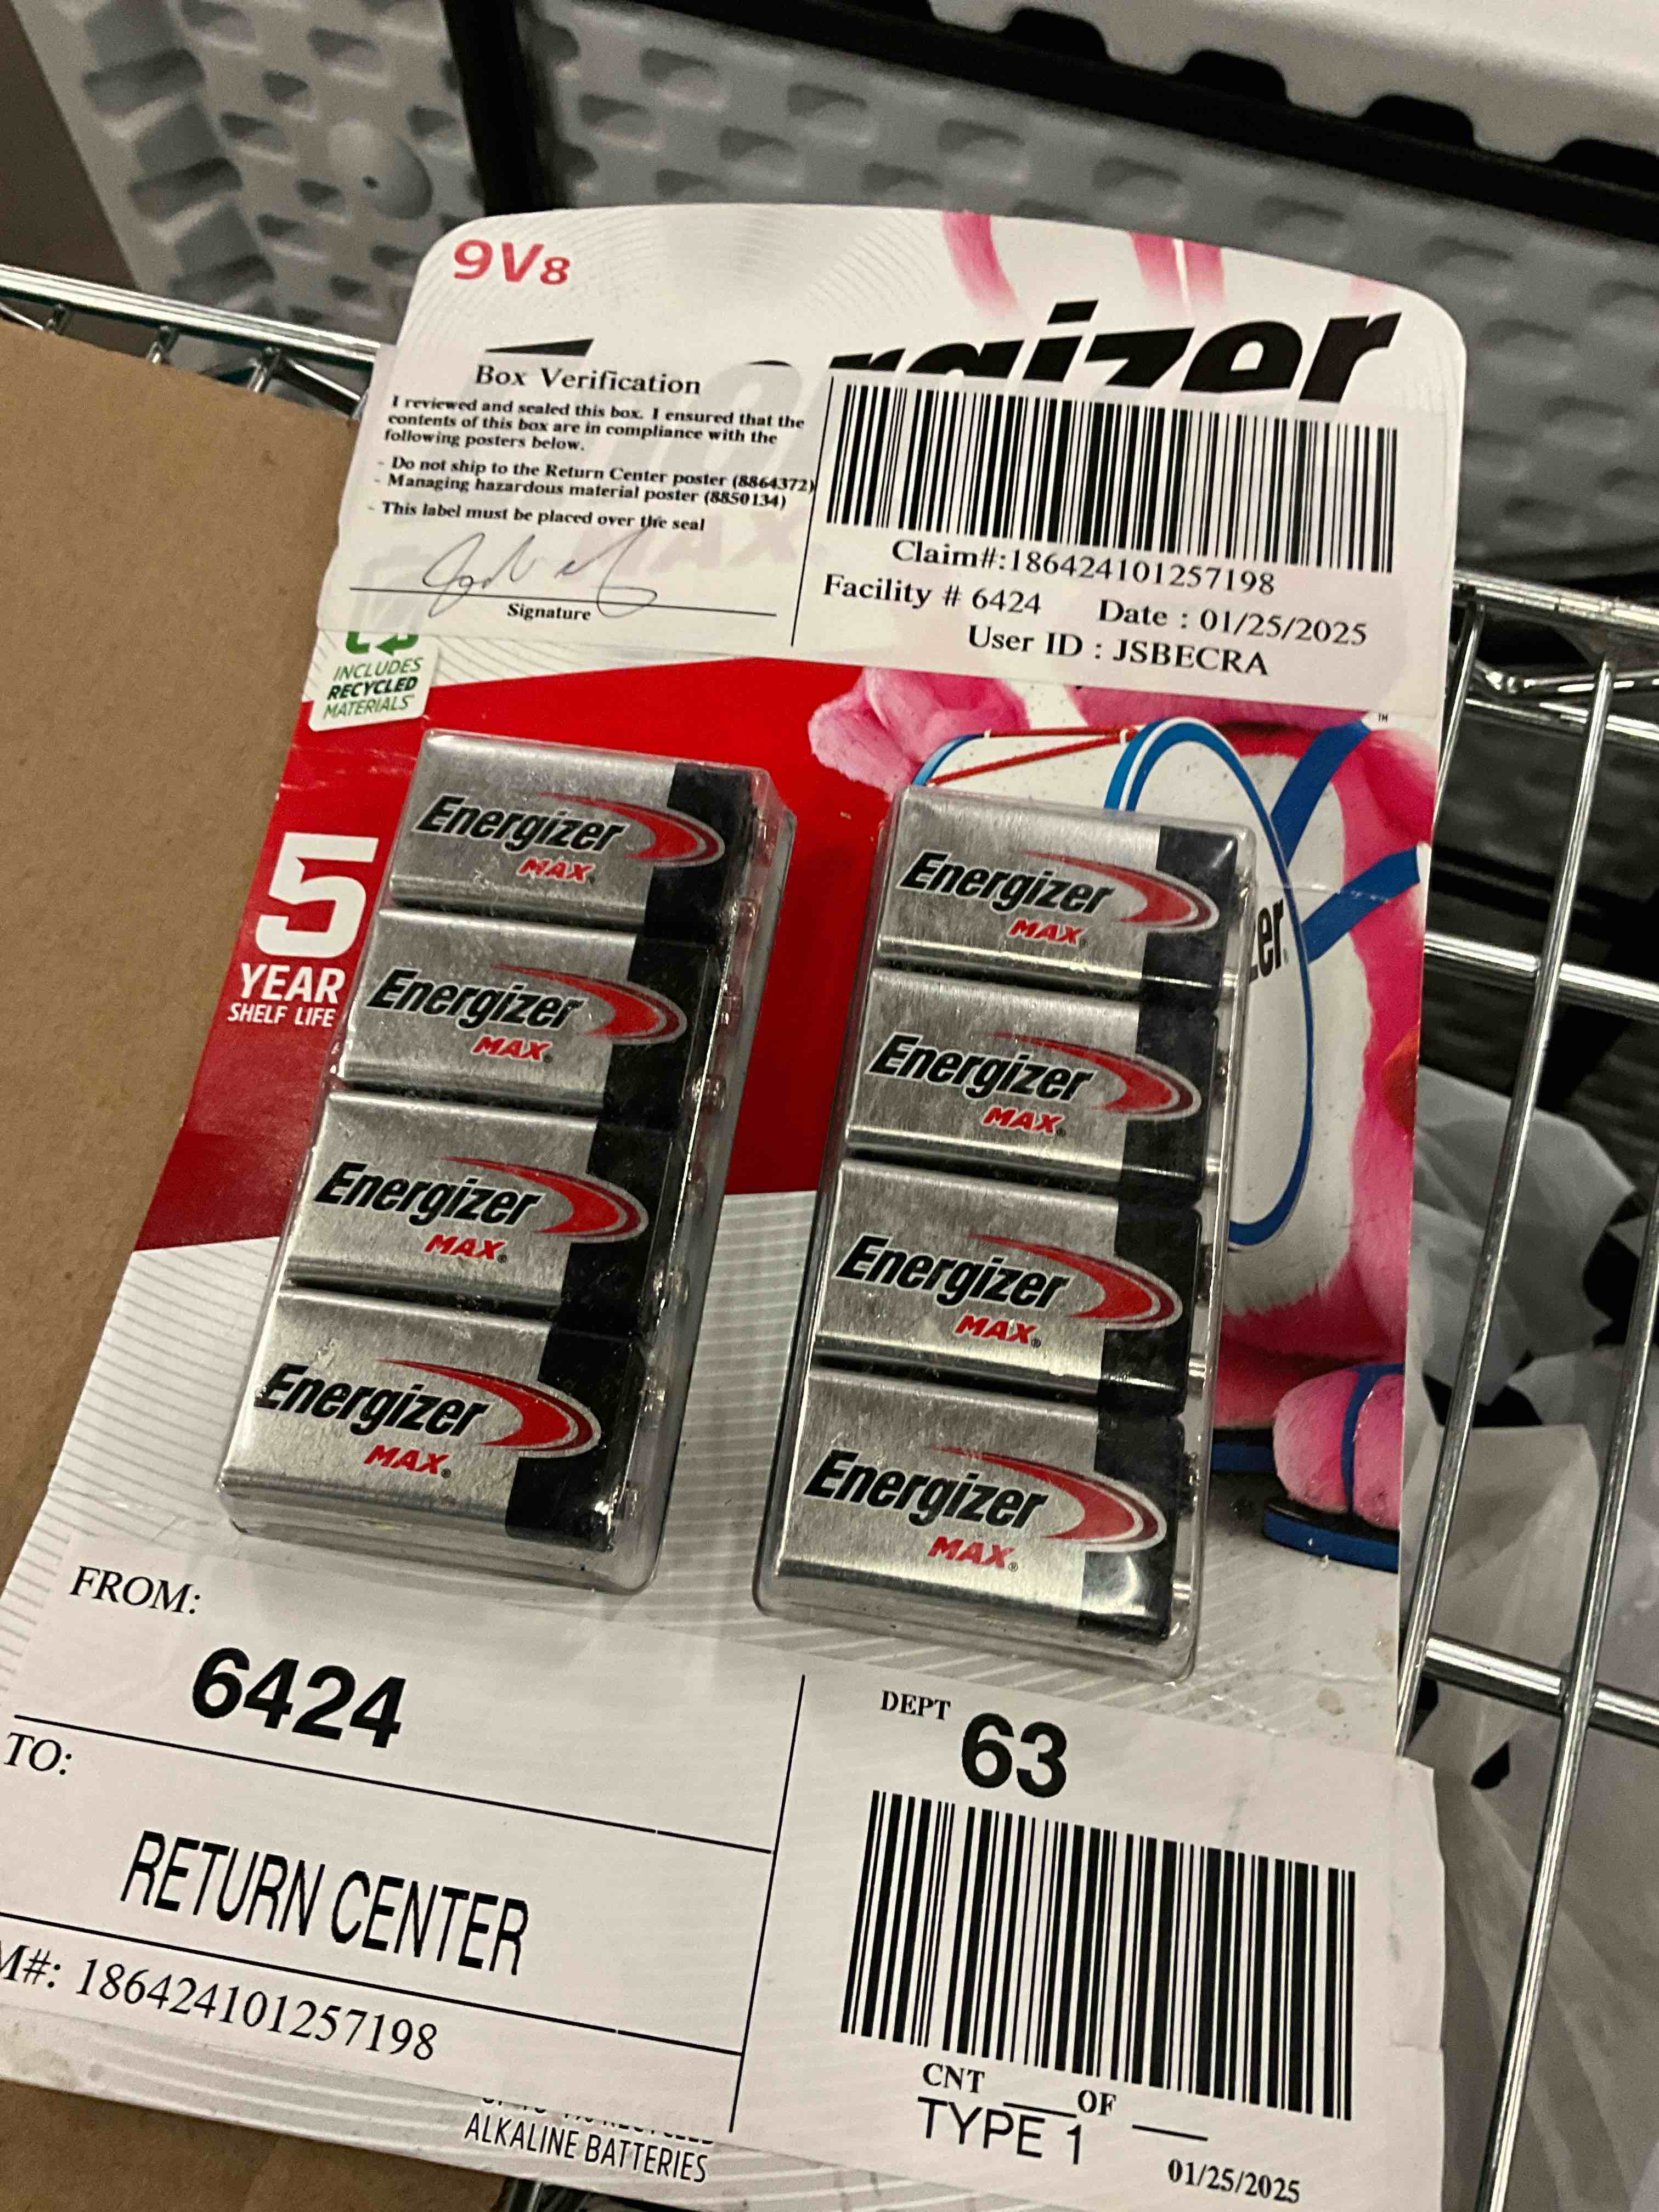 9V8
Energizer
Box Verification
I reviewed and sealed this box. I ensured that the
contents of this box are in compliance with the
following posters below.
- Do not ship to the Return Center poster (8864372)
- Managing hazardous material poster (8850134)
- This label must be placed over the seal
Signature
Claim#:186424101257198
Facility # 6424 Date : 01/25/2025
User ID : JSBECRA
INCLUDES
RECYCLED
MATERIALS
TM
5
YEAR
SHELF LIFE
Energizer
MAX®
Energizer
MAX®
Energizer
MAX®
Energizer
MAX®
Energizer
MAX®
Energizer
MAX®
Energizer
MAX®
Energizer
MAX®
zer
FROM:
6424
TO:
RETURN CENTER
M#: 186424101257198
DEPT 63
CNT ___ OF ___
TYPE 1
01/25/2025
ALKALINE BATTERIES